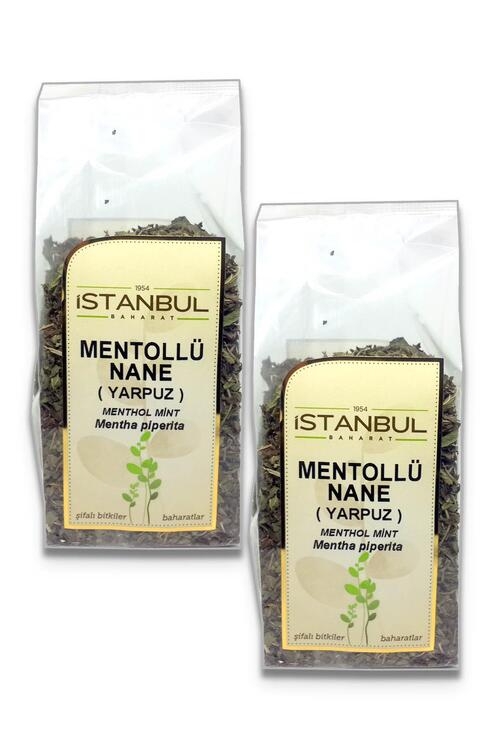 1954
İSTANBUL
BAHARAT
MENTOLLÜ
NANE
( YARPUZ )
MENTHOL MİNT
Mentha piperita
şifalı bitkiler baharatlar
1954
İSTANBUL
BAHARAT
MENTOLLÜ
NANE
( YARPUZ )
MENTHOL MİNT
Mentha piperita
şifalı bitkiler baharatlar